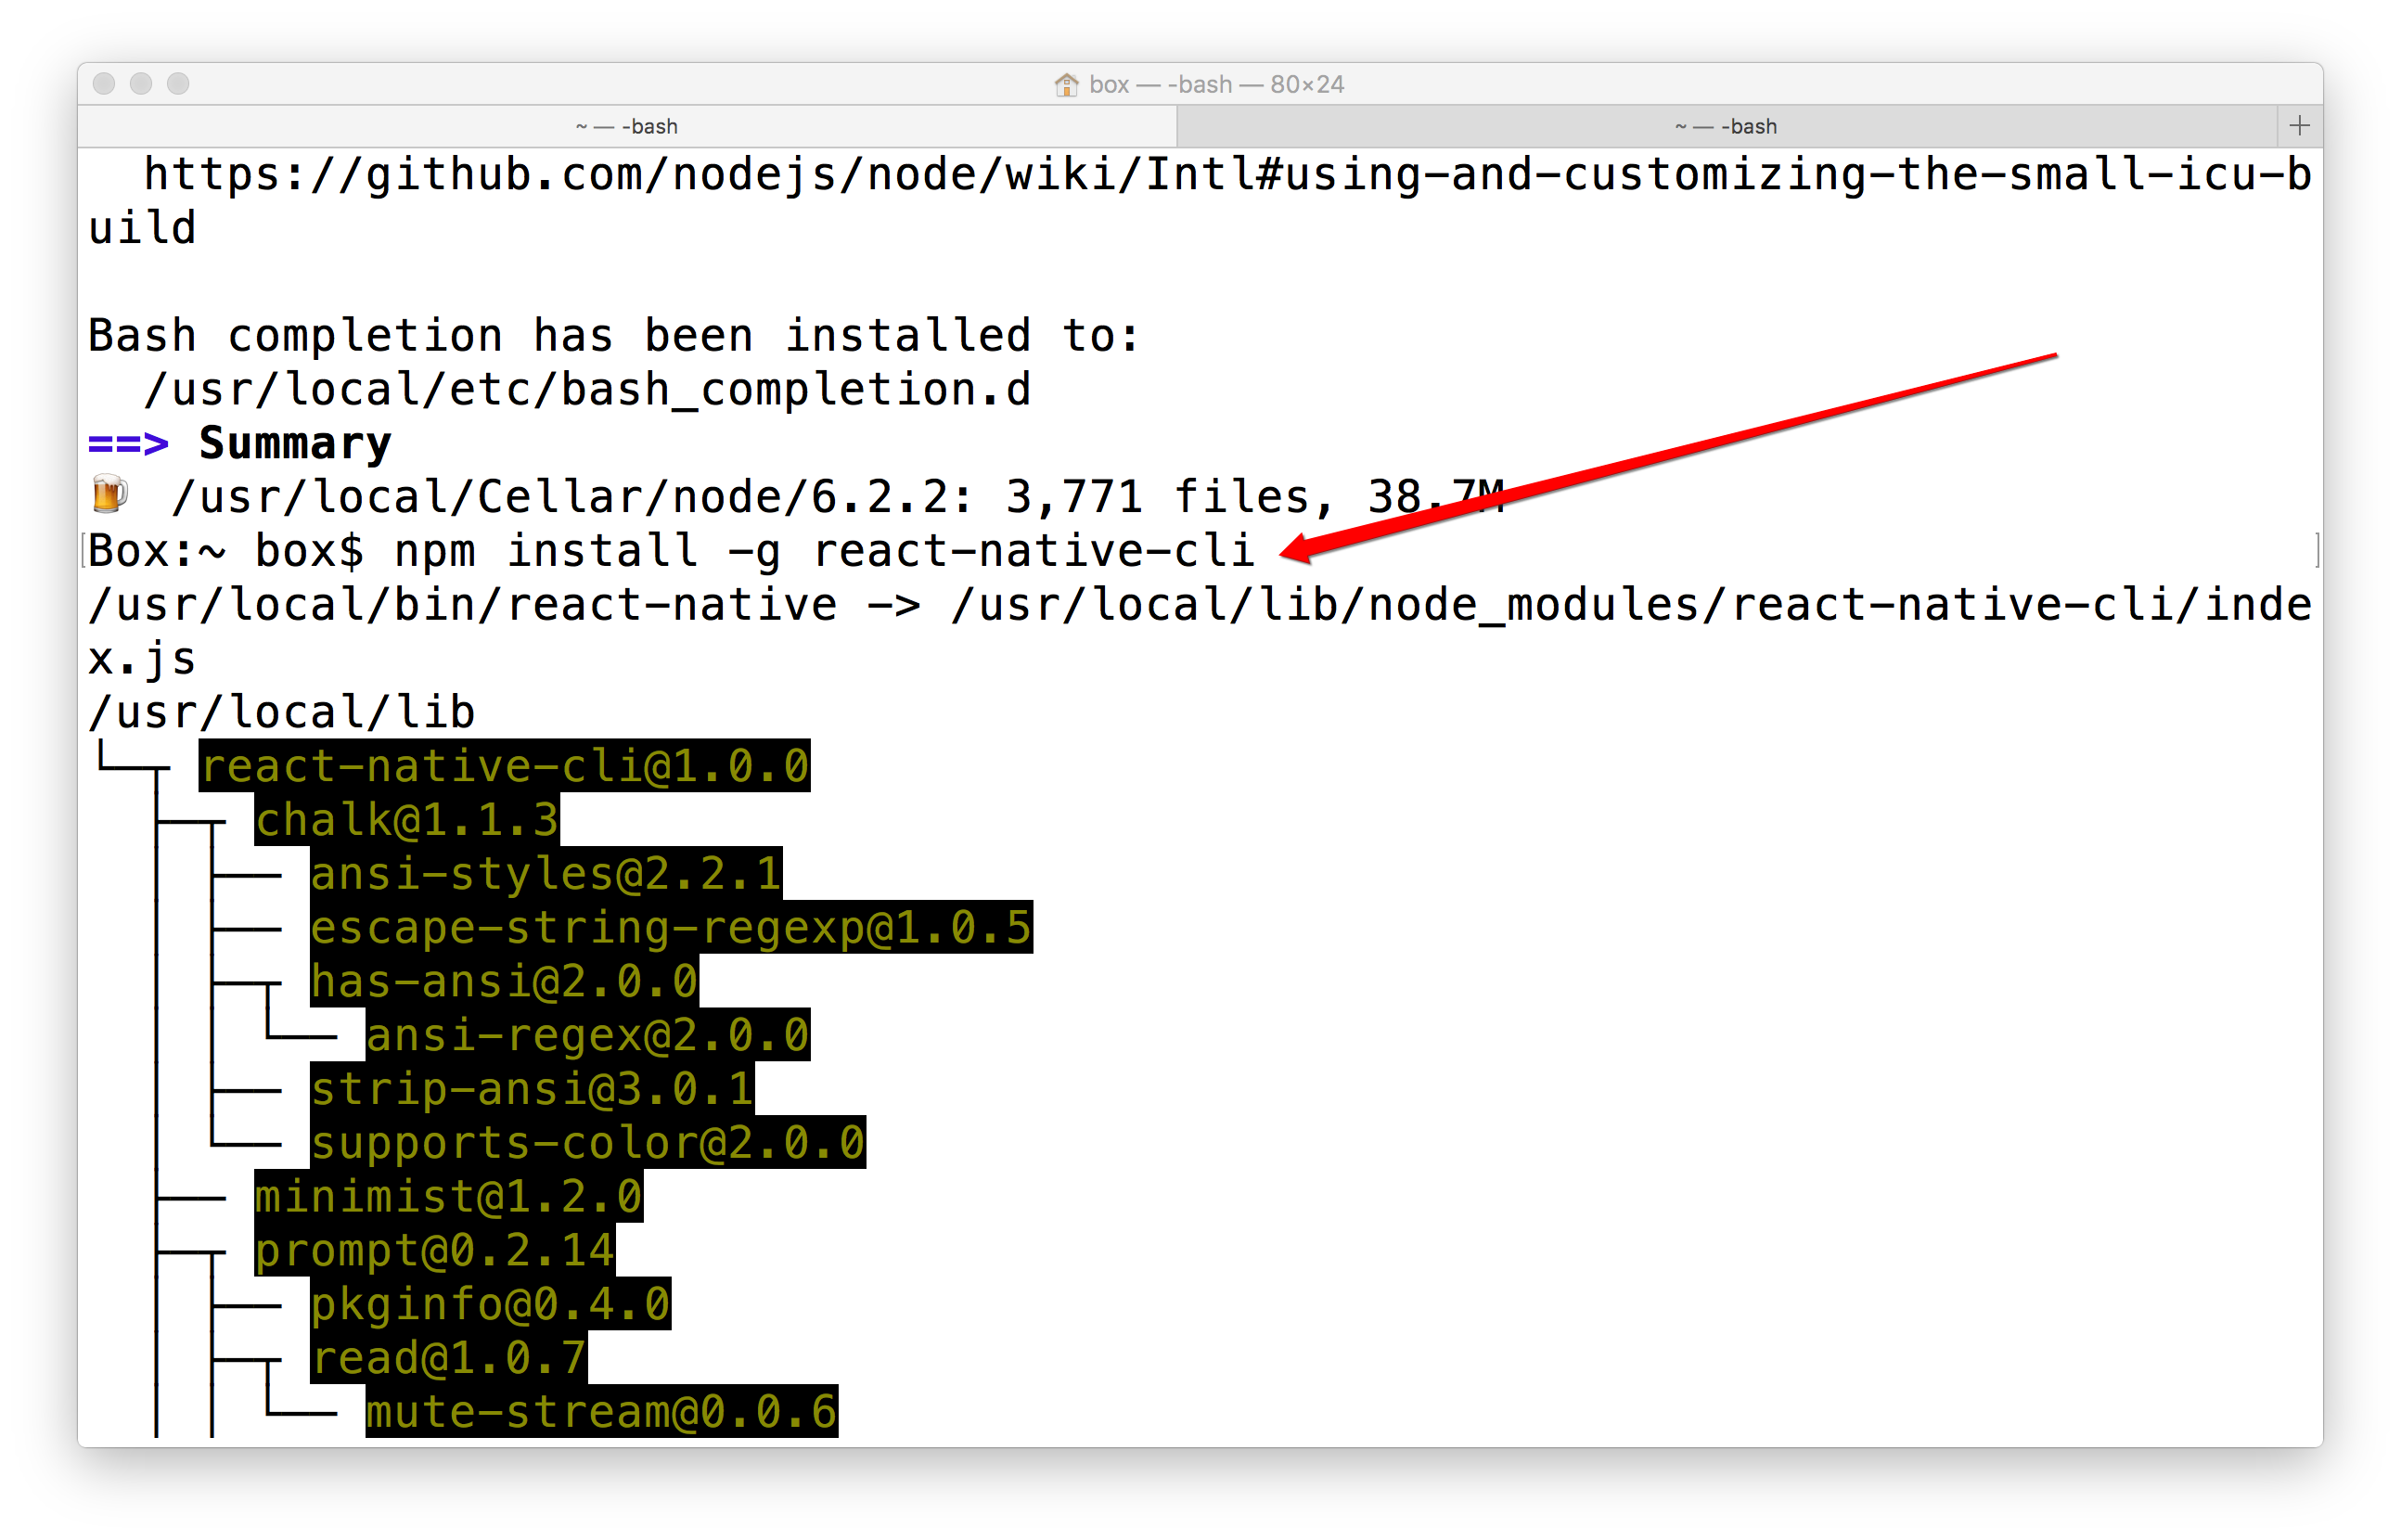 box — -bash — 80×24
~ — -bash
~ — -bash
https://github.com/nodejs/node/wiki/Intl#using-and-customizing-the-small-icu-b
uild
Bash completion has been installed to:
/usr/local/etc/bash_completion.d
==> Summary
🍺 /usr/local/Cellar/node/6.2.2: 3,771 files, 38.7M
Box:~ box$ npm install -g react-native-cli
/usr/local/bin/react-native -> /usr/local/lib/node_modules/react-native-cli/inde
x.js
/usr/local/lib
└─┬ react-native-cli@1.0.0
  ├─┬ chalk@1.1.3
  │ ├── ansi-styles@2.2.1
  │ ├── escape-string-regexp@1.0.5
  │ ├─┬ has-ansi@2.0.0
  │ │ └── ansi-regex@2.0.0
  │ ├── strip-ansi@3.0.1
  │ └── supports-color@2.0.0
  ├── minimist@1.2.0
  ├─┬ prompt@0.2.14
  │ ├── pkginfo@0.4.0
  │ ├─┬ read@1.0.7
  │ │ └── mute-stream@0.0.6